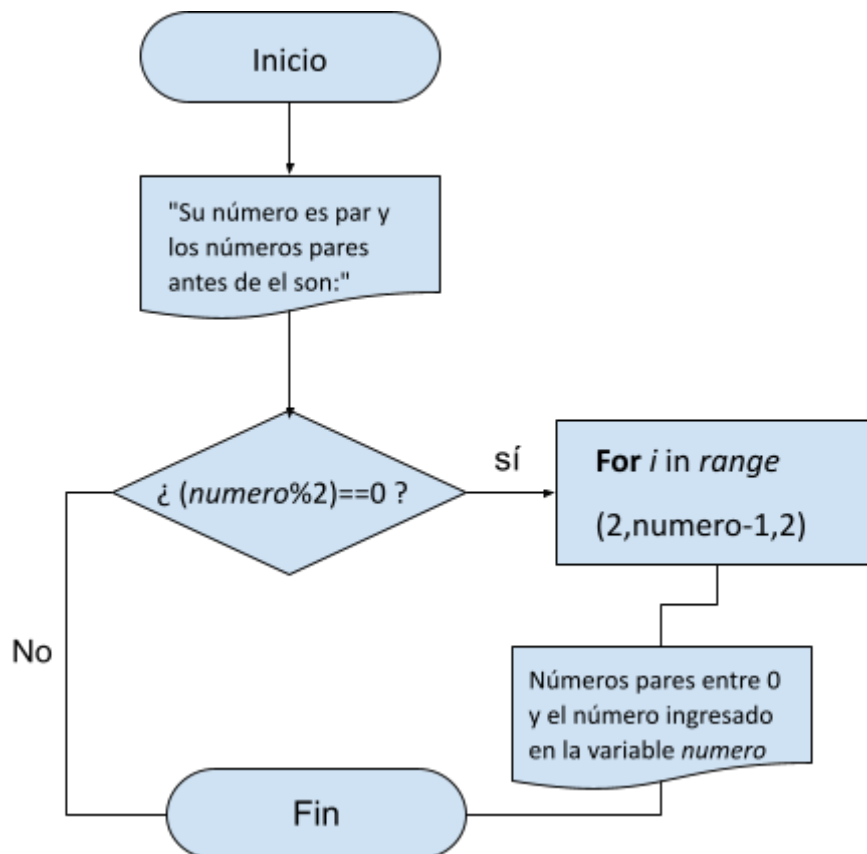 Inicio
"Su número es par y
los números pares
antes de el son:"
¿ (numero%2)==0 ?
sí
For i in range
(2,numero-1,2)
No
Números pares entre 0
y el número ingresado
en la variable numero
Fin